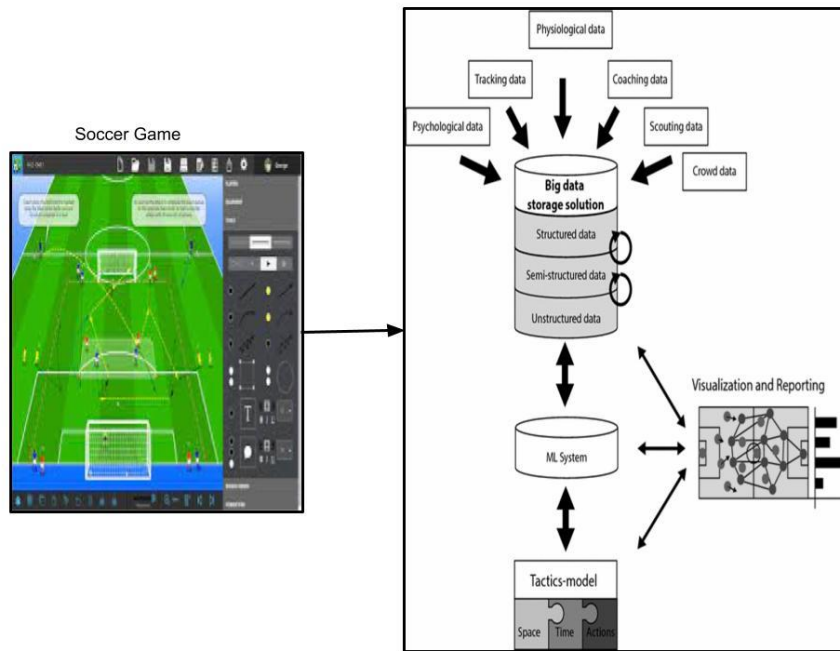 Soccer Game
Physiological data
Tracking data
Coaching data
Psychological data
Scouting data
Crowd data
Big data
storage solution
Structured data
Semi-structured data
Unstructured data
Visualization and Reporting
ML System
Tactics-model
Space
Time
Actions
T